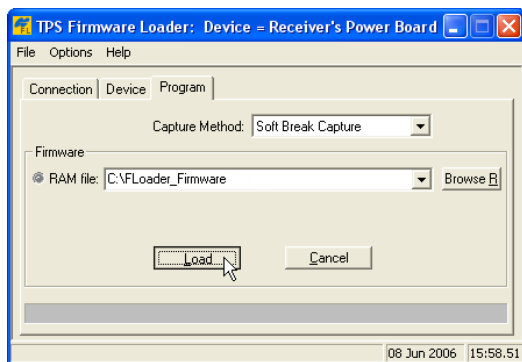 TPS Firmware Loader: Device = Receiver's Power Board
File Options Help
Connection Device Program
Capture Method: Soft Break Capture
Firmware
RAM file: C:\FLoader_Firmware Browse R
Load Cancel
08 Jun 2006 15:58.51